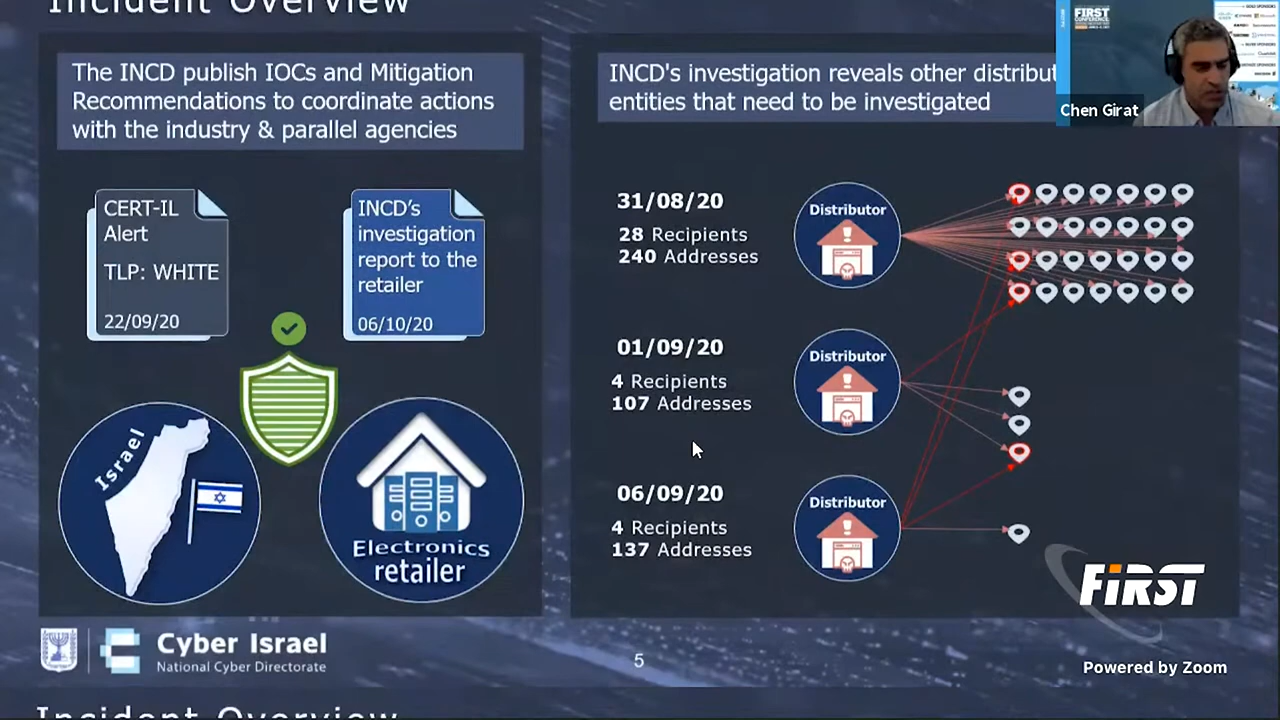 Incident Overview
The INCD publish IOCs and Mitigation
Recommendations to coordinate actions
with the industry & parallel agencies
CERT-IL
Alert
TLP: WHITE
22/09/20
INCD's
investigation
report to the
retailer
06/10/20
Israel
Electronics
retailer
INCD's investigation reveals other distribut
entities that need to be investigated
31/08/20
28 Recipients
240 Addresses
Distributor
01/09/20
4 Recipients
107 Addresses
Distributor
06/09/20
4 Recipients
137 Addresses
Distributor
FIRST
CONFERENCE
Chen Girat
FiRST
Powered by Zoom
Cyber Israel
National Cyber Directorate
5
Incident Overview